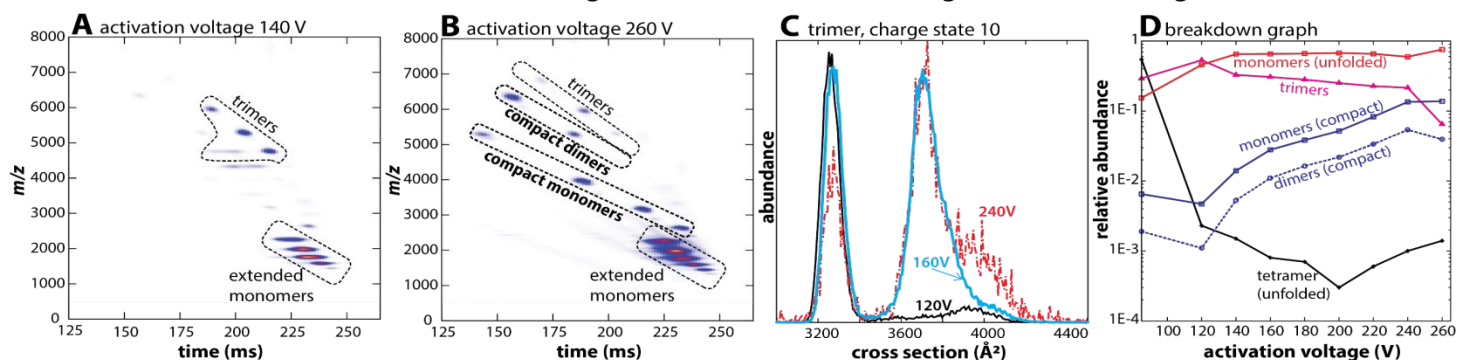 A activation voltage 140 V
8000
7000
6000
5000
4000
3000
2000
1000
0
m/z
trimers
extended
monomers
125
150
175
200
225
250
time (ms)
B activation voltage 260 V
8000
7000
6000
5000
4000
3000
2000
1000
0
m/z
trimers
compact dimers
compact monomers
extended
monomers
125
150
175
200
225
250
time (ms)
C trimer, charge state 10
abundance
240V
160V
120V
3200
3600
4000
4400
cross section (Å²)
D breakdown graph
1
1E-1
1E-2
1E-3
1E-4
relative abundance
monomers (unfolded)
trimers
monomers (compact)
dimers (compact)
tetramer
(unfolded)
100
120
140
160
180
200
220
240
260
activation voltage (V)